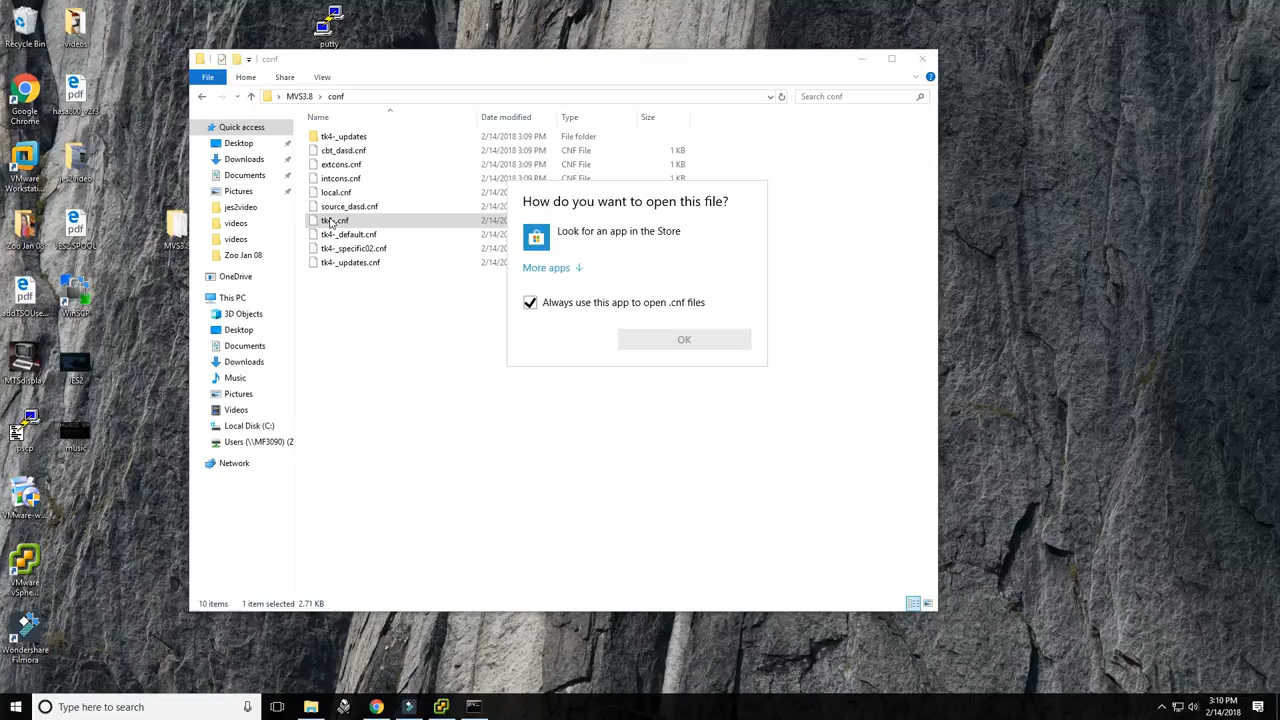 Recycle Bin
videos
putty
Google Chrome
hasa800 v2r3
VMware Workstat...
jes2video
Zoo Jan 08
JES2 SPOOL
MVS3.8
addTSOUse...
WinSCP
MTSdisplay
JES2
pscp
music
VMware-w...
VMware vSphe...
Wondershare Filmora
conf
File
Home
Share
View
MVS3.8 › conf
Search conf
Name
Date modified
Type
Size
Quick access
Desktop
Downloads
Documents
Pictures
jes2video
videos
videos
Zoo Jan 08
OneDrive
This PC
3D Objects
Desktop
Documents
Downloads
Music
Pictures
Videos
Local Disk (C:)
Users (\\MF3090) (Z
Network
tk4-_updates 2/14/2018 3:09 PM File folder
cbt_dasd.cnf 2/14/2018 3:09 PM CNF File 1 KB
extcons.cnf 2/14/2018 3:09 PM CNF File 1 KB
intcons.cnf 2/14/2018 3:09 PM CNF File 1 KB
local.cnf 2/14/20
source_dasd.cnf 2/14/20
tk4-.cnf 2/14/20
tk4-_default.cnf 2/14/20
tk4-_specific02.cnf 2/14/20
tk4-_updates.cnf 2/14/20
How do you want to open this file?
Look for an app in the Store
More apps
Always use this app to open .cnf files
OK
10 items
1 item selected 2.71 KB
Type here to search
3:10 PM
2/14/2018